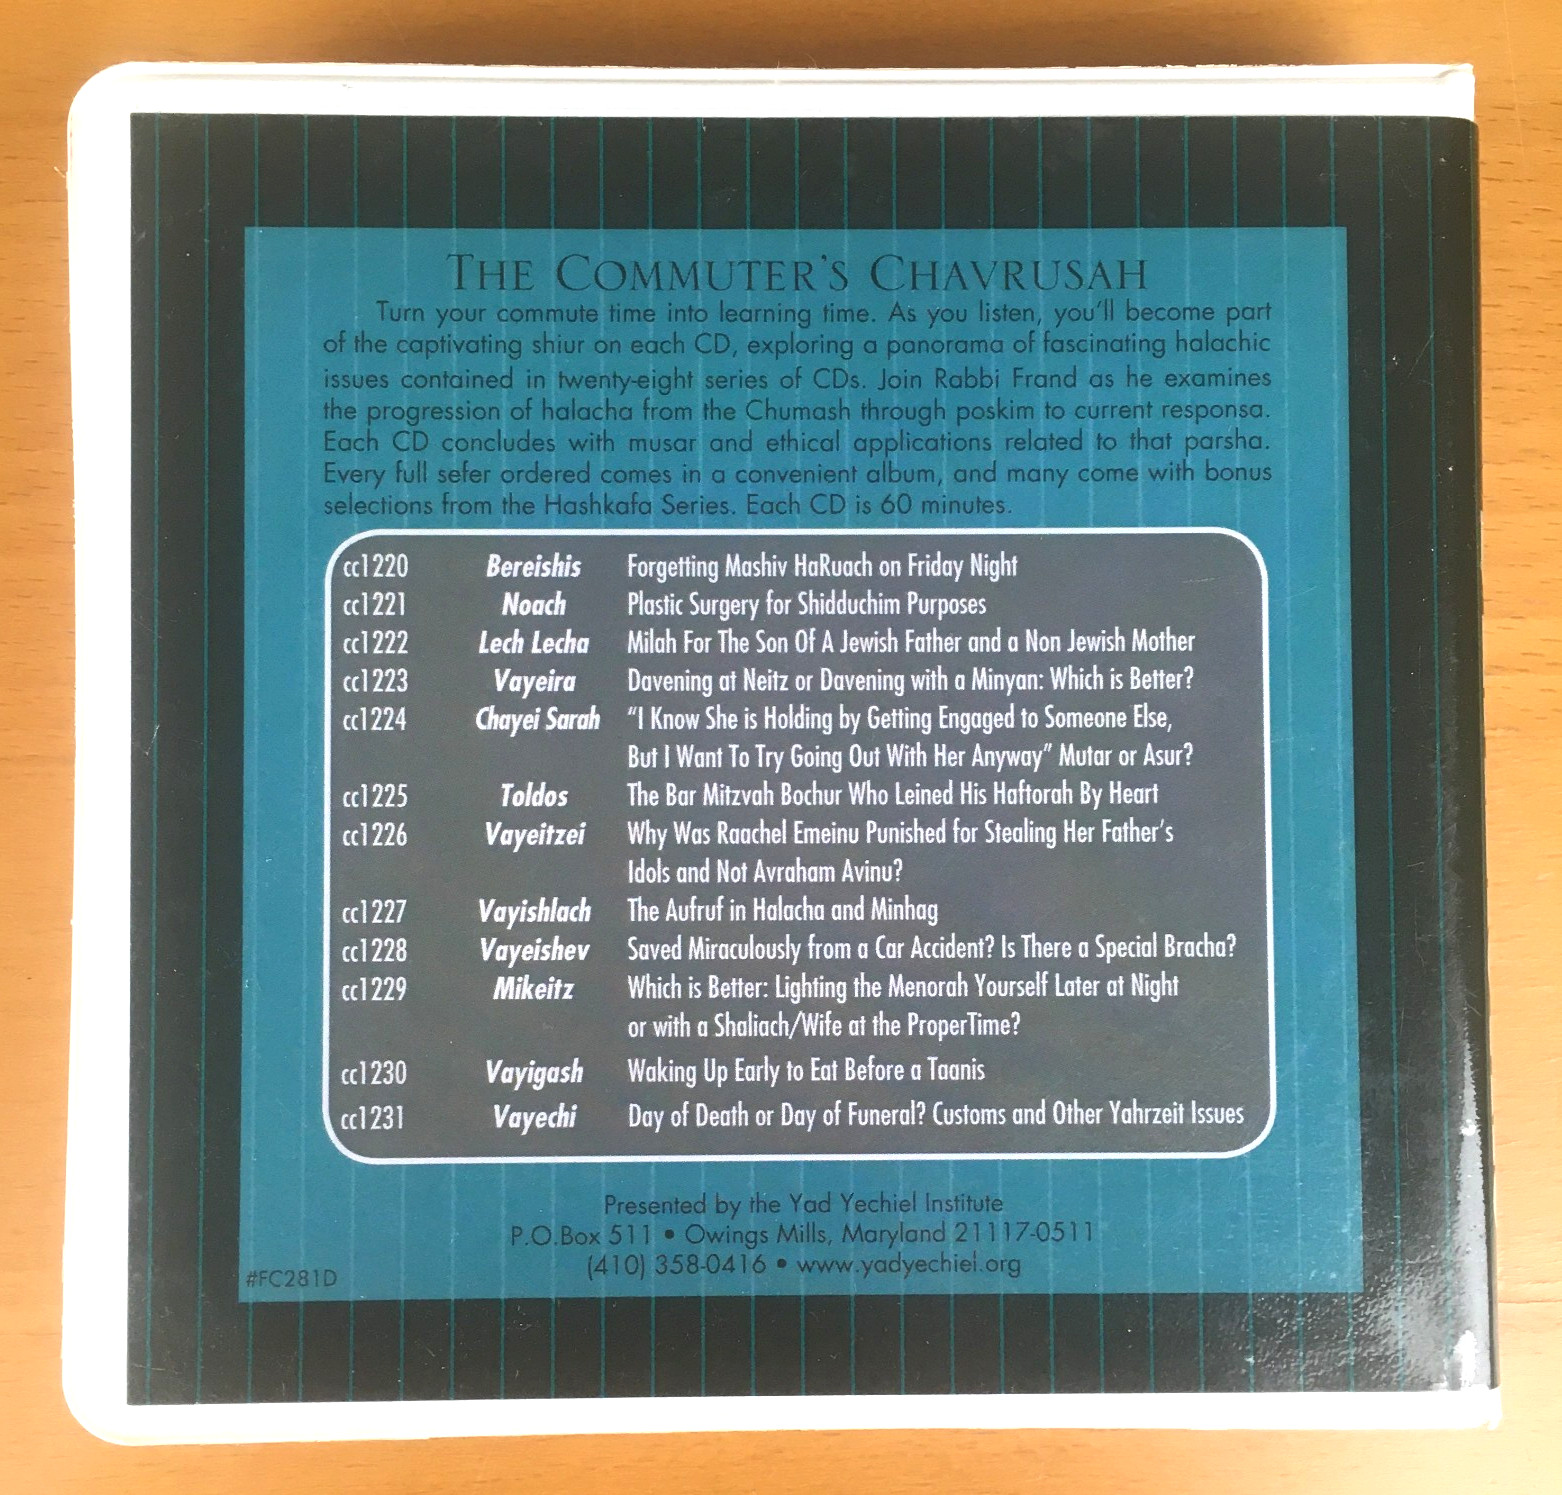 THE COMMUTER'S CHAVRUSAH
Turn your commute time into learning time. As you listen, you'll become part
of the captivating shiur on each CD, exploring a panorama of fascinating halachic
issues contained in twenty-eight series of CDs. Join Rabbi Frand as he examines
the progression of halacha from the Chumash through poskim to current responsa.
Each CD concludes with musar and ethical applications related to that parsha.
Every full sefer ordered comes in a convenient album, and many come with bonus
selections from the Hashkafa Series. Each CD is 60 minutes.
cc1220 Bereishis Forgetting Mashiv HaRuach on Friday Night
cc1221 Noach Plastic Surgery for Shidduchim Purposes
cc1222 Lech Lecha Milah For The Son Of A Jewish Father and a Non Jewish Mother
cc1223 Vayeira Davening at Neitz or Davening with a Minyan: Which is Better?
cc1224 Chayei Sarah "I Know She is Holding by Getting Engaged to Someone Else,
But I Want To Try Going Out With Her Anyway" Mutar or Asur?
cc1225 Toldos The Bar Mitzvah Bochur Who Leined His Haftorah By Heart
cc1226 Vayeitzei Why Was Raachel Emeinu Punished for Stealing Her Father's
Idols and Not Avraham Avinu?
cc1227 Vayishlach The Aufruf in Halacha and Minhag
cc1228 Vayeishev Saved Miraculously from a Car Accident? Is There a Special Bracha?
cc1229 Mikeitz Which is Better: Lighting the Menorah Yourself Later at Night
or with a Shaliach/Wife at the ProperTime?
cc1230 Vayigash Waking Up Early to Eat Before a Taanis
cc1231 Vayechi Day of Death or Day of Funeral? Customs and Other Yahrzeit Issues
Presented by the Yad Yechiel Institute
P.O.Box 511 • Owings Mills, Maryland 21117-0511
(410) 358-0416 • www.yadyechiel.org
#FC281D